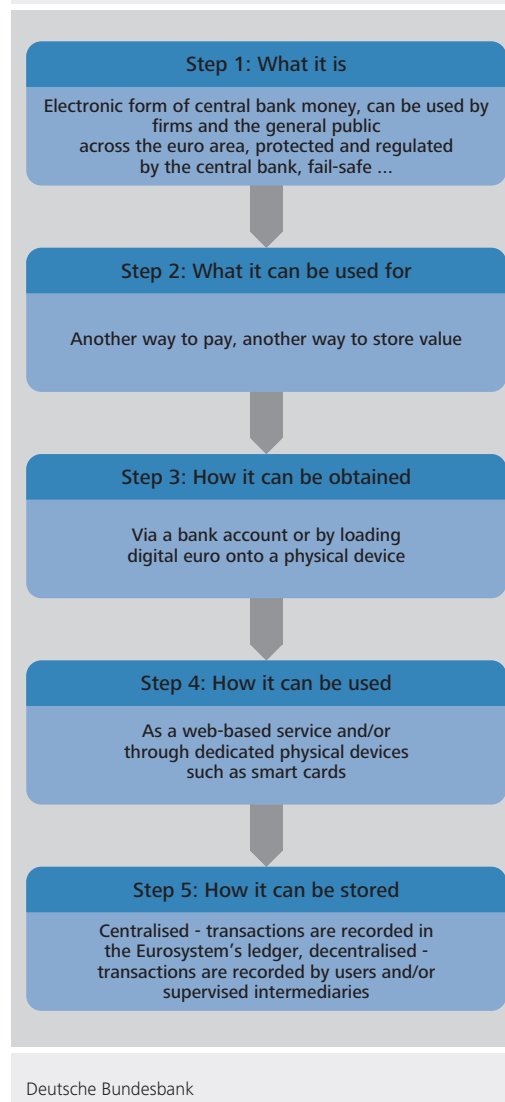 Step 1: What it is
Electronic form of central bank money, can be used by
firms and the general public
across the euro area, protected and regulated
by the central bank, fail-safe ...
Step 2: What it can be used for
Another way to pay, another way to store value
Step 3: How it can be obtained
Via a bank account or by loading
digital euro onto a physical device
Step 4: How it can be used
As a web-based service and/or
through dedicated physical devices
such as smart cards
Step 5: How it can be stored
Centralised - transactions are recorded in
the Eurosystem's ledger, decentralised -
transactions are recorded by users and/or
supervised intermediaries
Deutsche Bundesbank